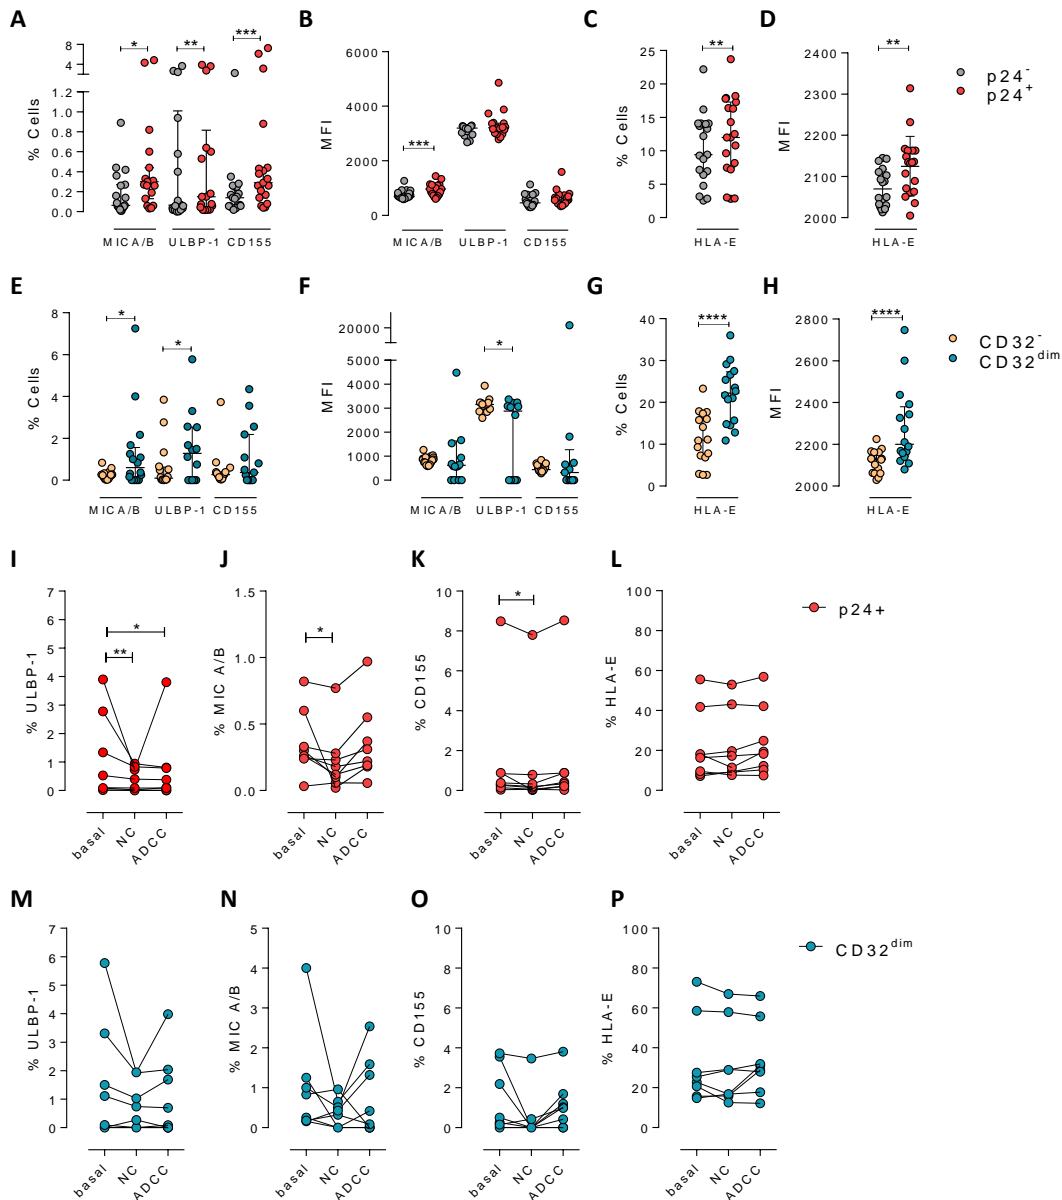 A
B
C
D
% Cells
8
4
1.2
1.0
0.8
0.6
0.4
0.2
0.0
* ** ***
MICA/B ULBP-1 CD155
MFI
6000
4000
2000
0
***
MICA/B ULBP-1 CD155
% Cells
25
20
15
10
5
0
**
HLA-E
MFI
2400
2300
2200
2100
2000
**
HLA-E
p24-
p24+
E
F
G
H
% Cells
8
6
4
2
0
* *
MICA/B ULBP-1 CD155
MFI
20000
5000
4000
3000
2000
1000
0
*
MICA/B ULBP-1 CD155
% Cells
40
30
20
10
0
****
HLA-E
MFI
2800
2600
2400
2200
2000
****
HLA-E
CD32-
CD32dim
I
J
K
L
% ULBP-1
7
6
5
4
3
2
1
0
*
**
basal NC ADCC
% MIC A/B
1.5
1.0
0.5
0.0
*
basal NC ADCC
% CD155
10
8
6
4
2
0
*
basal NC ADCC
% HLA-E
100
80
60
40
20
0
basal NC ADCC
p24+
M
N
O
P
% ULBP-1
7
6
5
4
3
2
1
0
basal NC ADCC
% MIC A/B
5
4
3
2
1
0
basal NC ADCC
% CD155
10
8
6
4
2
0
basal NC ADCC
% HLA-E
100
80
60
40
20
0
basal NC ADCC
CD32dim